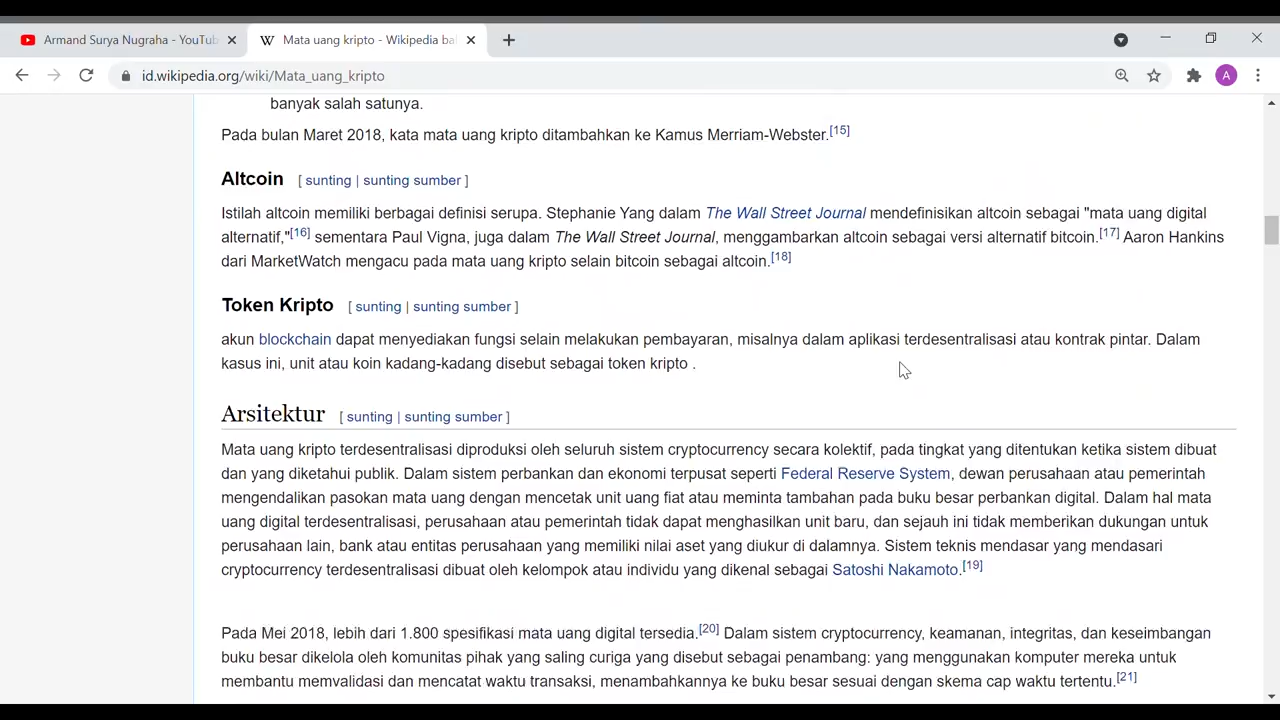 Armand Surya Nugraha - YouTub
Mata uang kripto - Wikipedia bal
id.wikipedia.org/wiki/Mata_uang_kripto
A
banyak salah satunya.
Pada bulan Maret 2018, kata mata uang kripto ditambahkan ke Kamus Merriam-Webster.[15]
Altcoin [ sunting | sunting sumber ]
Istilah altcoin memiliki berbagai definisi serupa. Stephanie Yang dalam The Wall Street Journal mendefinisikan altcoin sebagai "mata uang digital
alternatif,"[16] sementara Paul Vigna, juga dalam The Wall Street Journal, menggambarkan altcoin sebagai versi alternatif bitcoin.[17] Aaron Hankins
dari MarketWatch mengacu pada mata uang kripto selain bitcoin sebagai altcoin.[18]
Token Kripto [ sunting | sunting sumber ]
akun blockchain dapat menyediakan fungsi selain melakukan pembayaran, misalnya dalam aplikasi terdesentralisasi atau kontrak pintar. Dalam
kasus ini, unit atau koin kadang-kadang disebut sebagai token kripto .
Arsitektur [ sunting | sunting sumber ]
Mata uang kripto terdesentralisasi diproduksi oleh seluruh sistem cryptocurrency secara kolektif, pada tingkat yang ditentukan ketika sistem dibuat
dan yang diketahui publik. Dalam sistem perbankan dan ekonomi terpusat seperti Federal Reserve System, dewan perusahaan atau pemerintah
mengendalikan pasokan mata uang dengan mencetak unit uang fiat atau meminta tambahan pada buku besar perbankan digital. Dalam hal mata
uang digital terdesentralisasi, perusahaan atau pemerintah tidak dapat menghasilkan unit baru, dan sejauh ini tidak memberikan dukungan untuk
perusahaan lain, bank atau entitas perusahaan yang memiliki nilai aset yang diukur di dalamnya. Sistem teknis mendasar yang mendasari
cryptocurrency terdesentralisasi dibuat oleh kelompok atau individu yang dikenal sebagai Satoshi Nakamoto.[19]
Pada Mei 2018, lebih dari 1.800 spesifikasi mata uang digital tersedia.[20] Dalam sistem cryptocurrency, keamanan, integritas, dan keseimbangan
buku besar dikelola oleh komunitas pihak yang saling curiga yang disebut sebagai penambang: yang menggunakan komputer mereka untuk
membantu memvalidasi dan mencatat waktu transaksi, menambahkannya ke buku besar sesuai dengan skema cap waktu tertentu.[21]